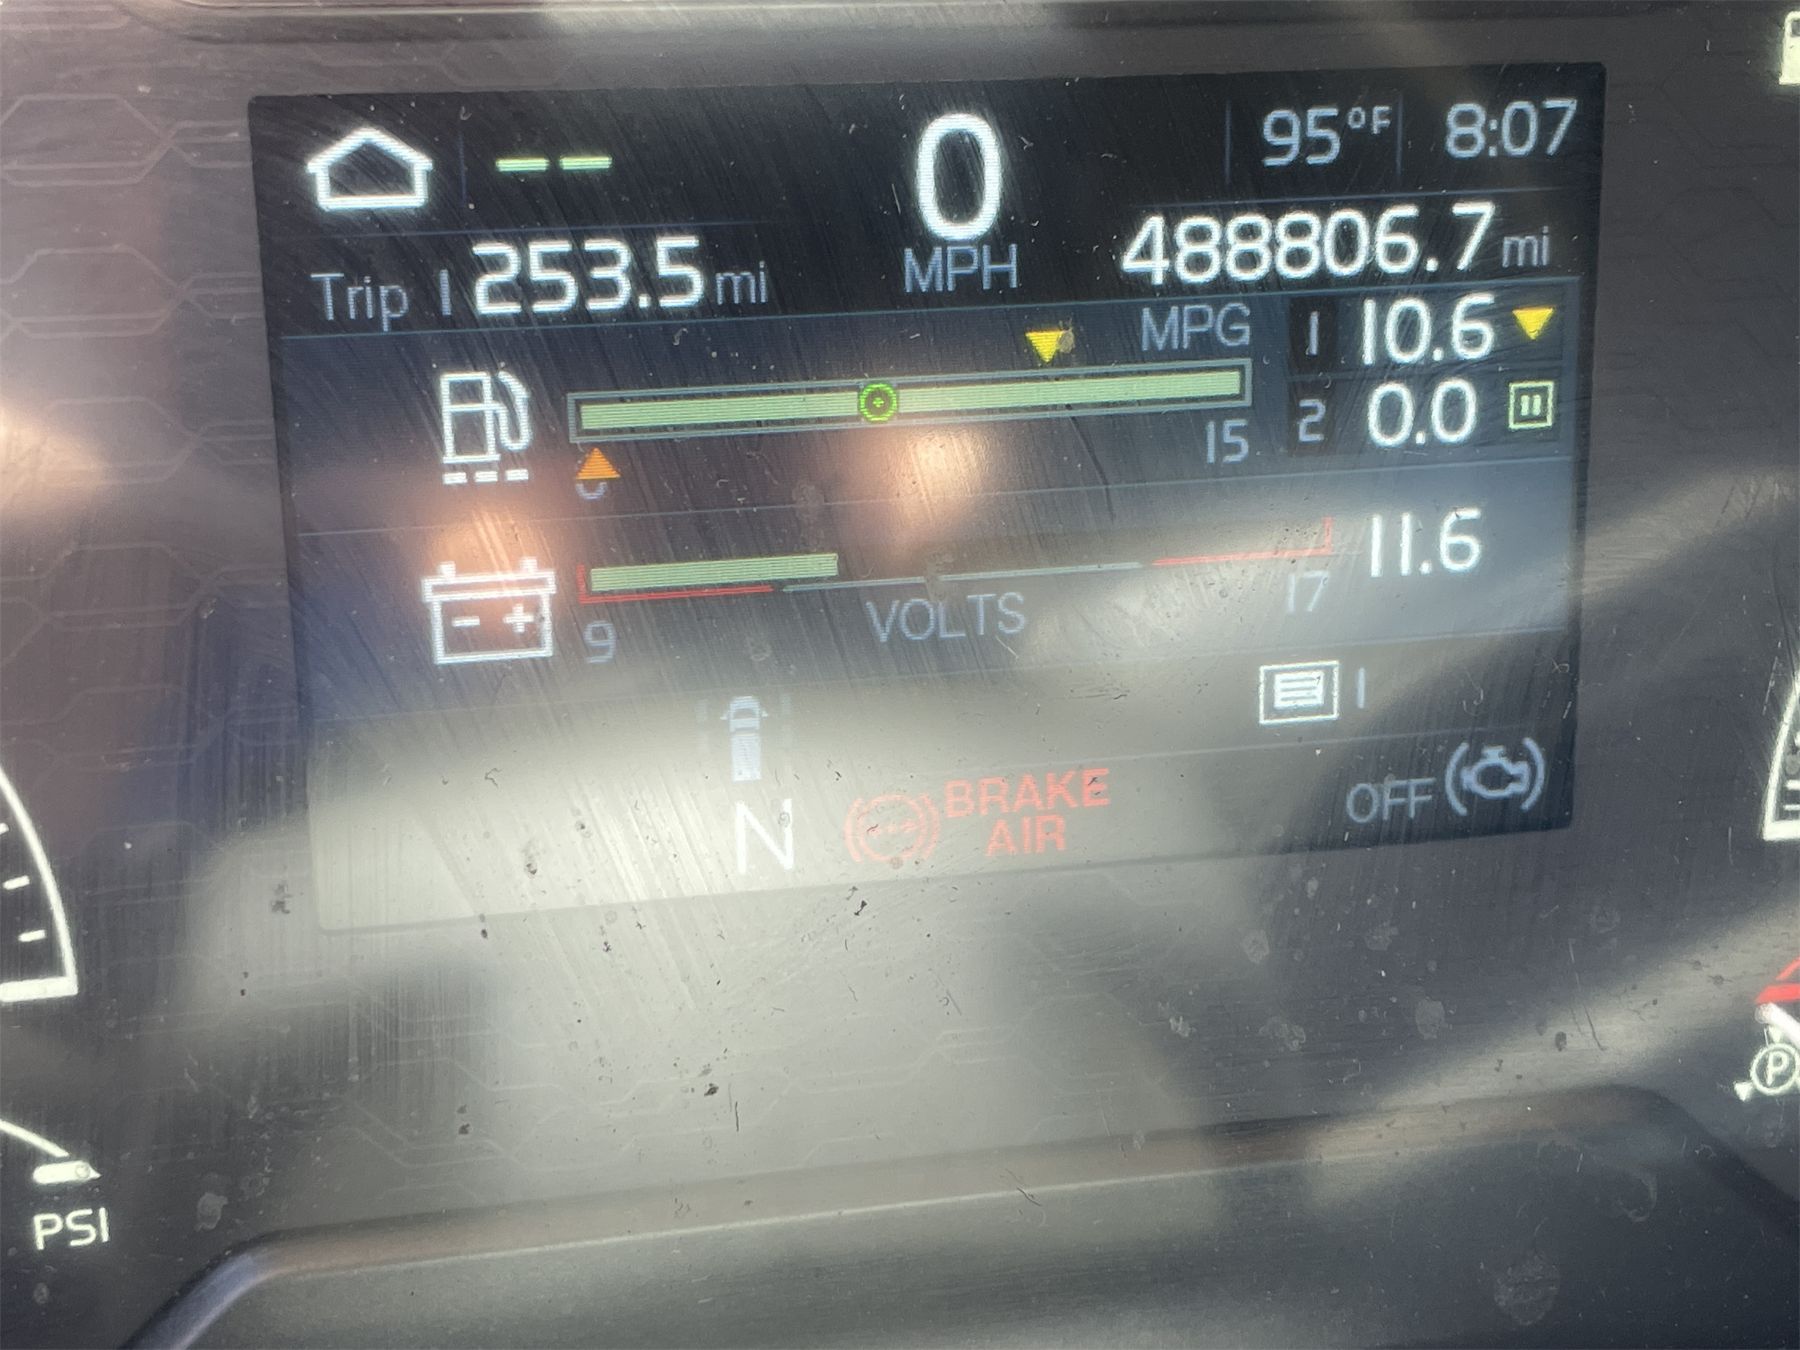 0
95°F
8:07
MPH
Trip 1 253.5 mi
488806.7 mi
MPG
1 10.6
2 0.0
0
15
11.6
9
VOLTS
17
1
N
BRAKE
AIR
OFF
P
PSI